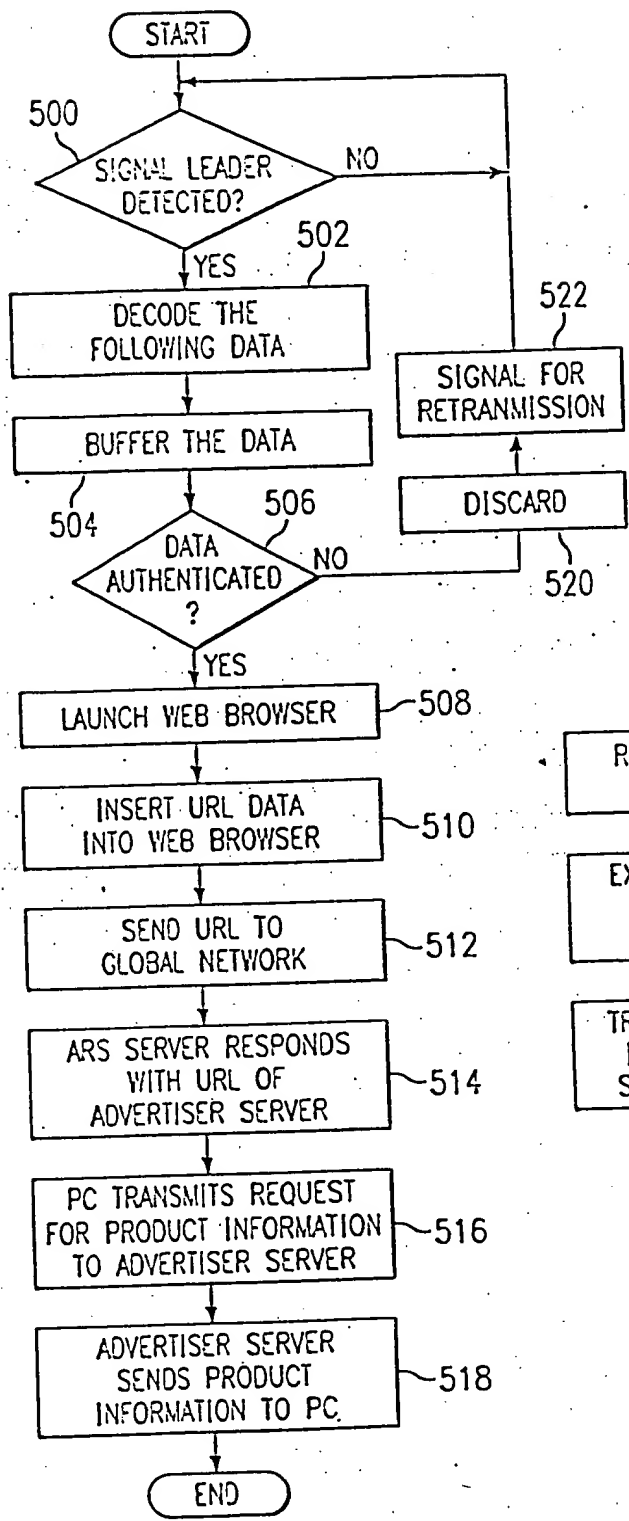 START
500
SIGNAL LEADER
DETECTED?
NO
YES
502
DECODE THE
FOLLOWING DATA
522
SIGNAL FOR
RETRANMISSION
BUFFER THE DATA
504
506
DISCARD
520
DATA
AUTHENTICATED
?
NO
YES
LAUNCH WEB BROWSER
508
INSERT URL DATA
INTO WEB BROWSER
510
SEND URL TO
GLOBAL NETWORK
512
ARS SERVER RESPONDS
WITH URL OF
ADVERTISER SERVER
514
PC TRANSMITS REQUEST
FOR PRODUCT INFORMATION
TO ADVERTISER SERVER
516
ADVERTISER SERVER
SENDS PRODUCT
INFORMATION TO PC.
518
END